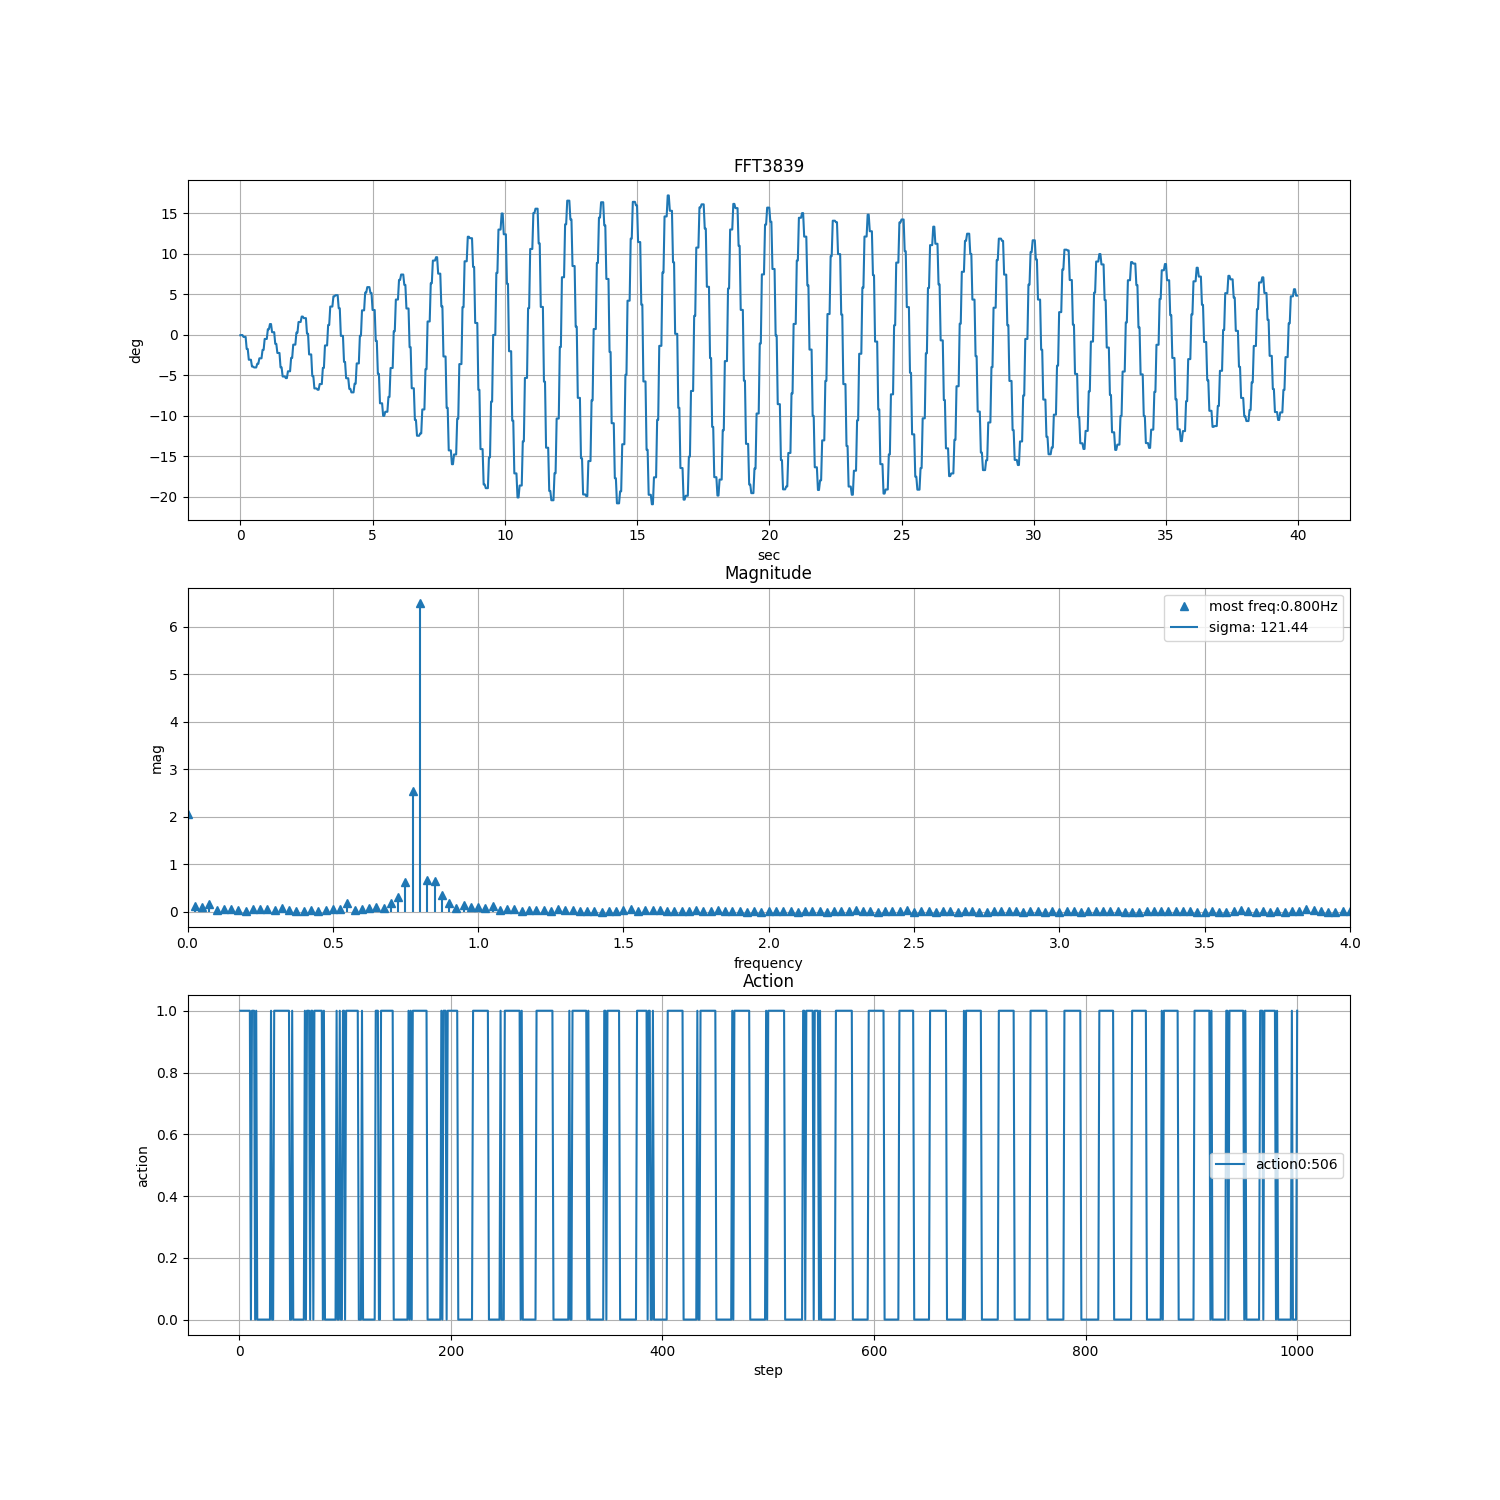 FFT3839
15
10
5
0
−5
−10
−15
−20
deg
0 5 10 15 20 25 30 35 40
sec
Magnitude
most freq:0.800Hz
sigma: 121.44
6
5
4
3
2
1
0
mag
0.0 0.5 1.0 1.5 2.0 2.5 3.0 3.5 4.0
frequency
Action
1.0
0.8
0.6
0.4
0.2
0.0
action
action0:506
0 200 400 600 800 1000
step